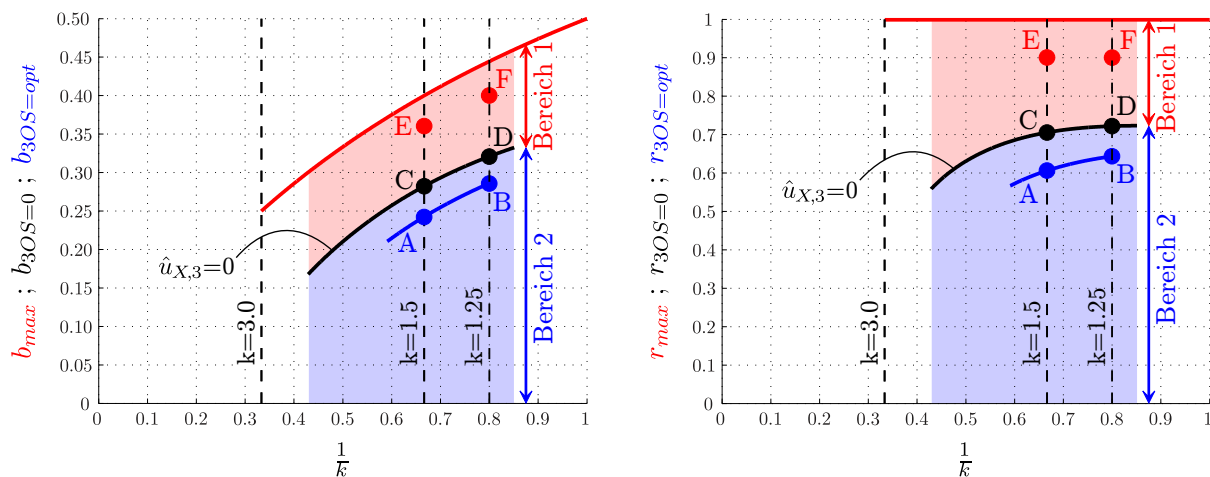 b_max ; b_3OS=0 ; b_3OS=opt
0.50
0.45
0.40
0.35
0.30
0.25
0.20
0.15
0.10
0.05
0.00
0
0.1
0.2
0.3
0.4
0.5
0.6
0.7
0.8
0.9
1
1/k
k=3.0
k=1.5
k=1.25
û_X,3=0
A
B
C
D
E
F
Bereich 1
Bereich 2
r_max ; r_3OS=0 ; r_3OS=opt
1
0.9
0.8
0.7
0.6
0.5
0.4
0.3
0.2
0.1
0
0
0.1
0.2
0.3
0.4
0.5
0.6
0.7
0.8
0.9
1
1/k
k=3.0
k=1.5
k=1.25
û_X,3=0
A
B
C
D
E
F
Bereich 1
Bereich 2